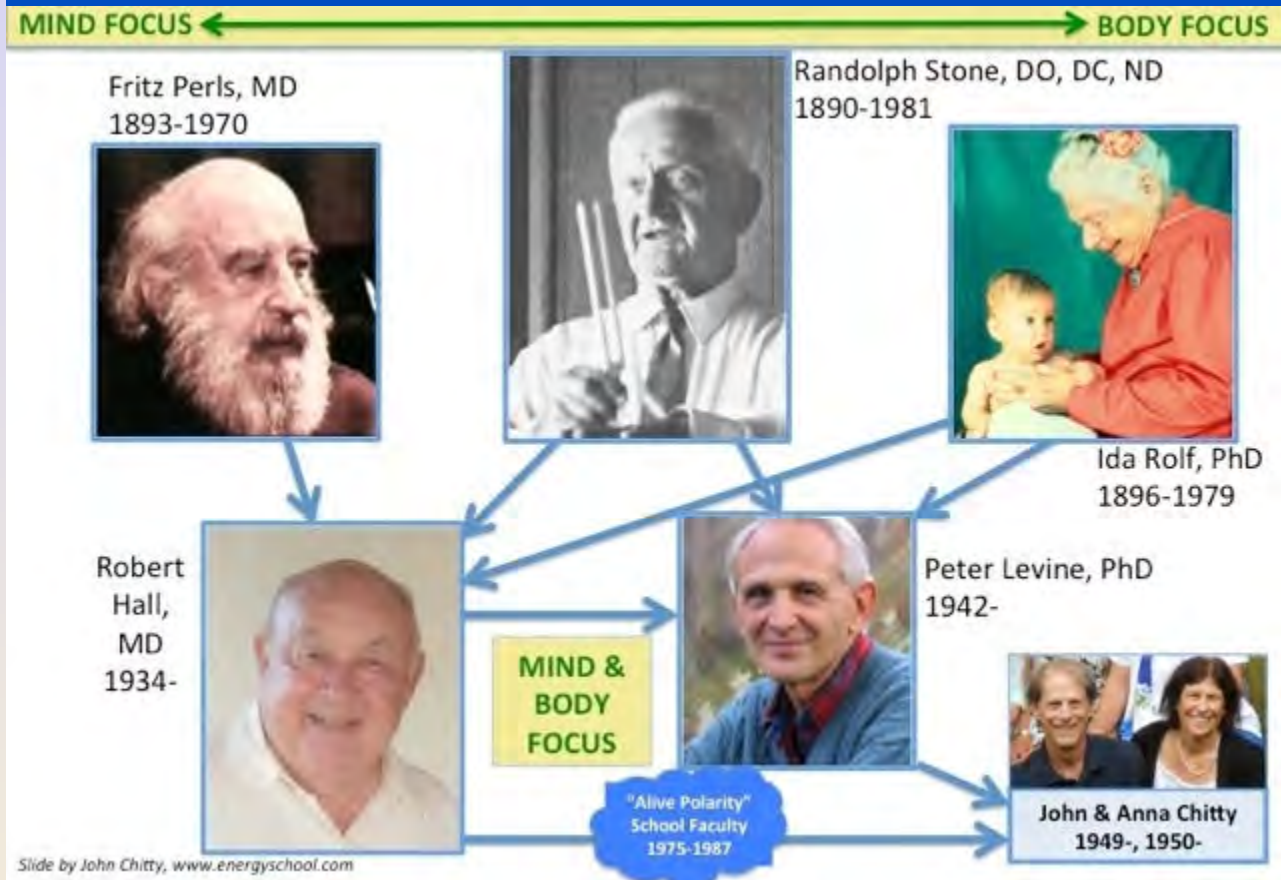 MIND FOCUS
BODY FOCUS
Fritz Perls, MD
1893-1970
Randolph Stone, DO, DC, ND
1890-1981
Ida Rolf, PhD
1896-1979
Robert
Hall,
MD
1934-
MIND &
BODY
FOCUS
Peter Levine, PhD
1942-
"Alive Polarity"
School Faculty
1975-1987
John & Anna Chitty
1949-, 1950-
Slide by John Chitty, www.energyschool.com